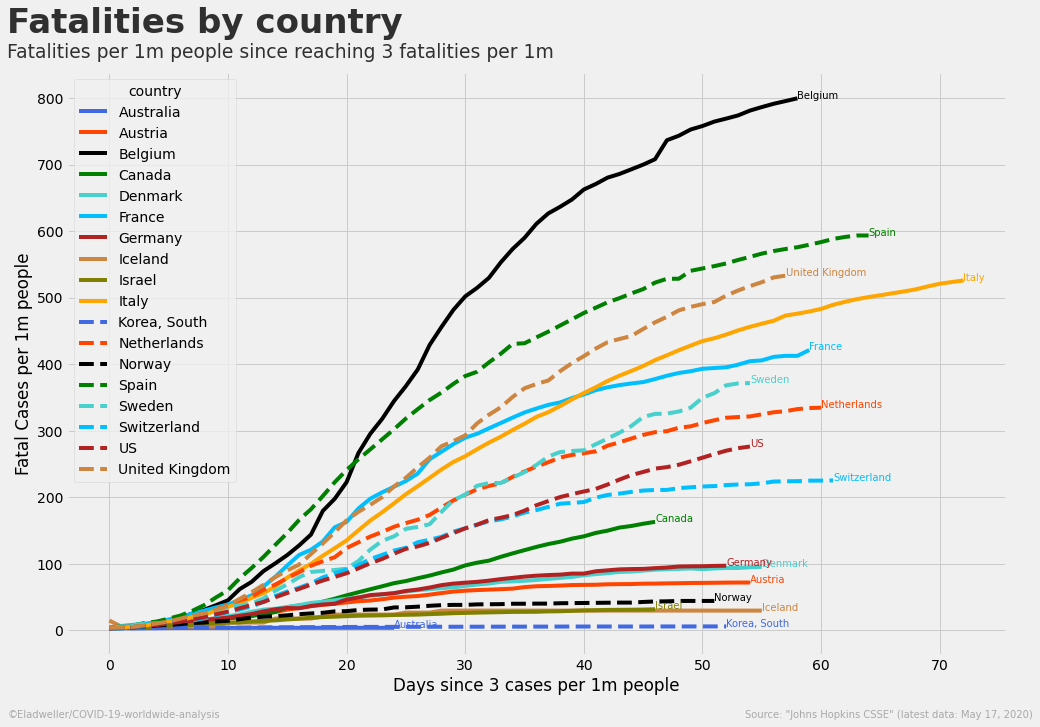 Fatalities by country
Fatalities per 1m people since reaching 3 fatalities per 1m
country
Australia
Austria
Belgium
Canada
Denmark
France
Germany
Iceland
Israel
Italy
Korea, South
Netherlands
Norway
Spain
Sweden
Switzerland
US
United Kingdom
Fatal Cases per 1m people
800
700
600
500
400
300
200
100
0
Belgium
Spain
United Kingdom
Italy
France
Sweden
Netherlands
US
Switzerland
Canada
Germany
Denmark
Austria
Norway
Israel
Iceland
Australia
Korea, South
0 10 20 30 40 50 60 70
Days since 3 cases per 1m people
©Eladweller/COVID-19-worldwide-analysis
Source: "Johns Hopkins CSSE" (latest data: May 17, 2020)